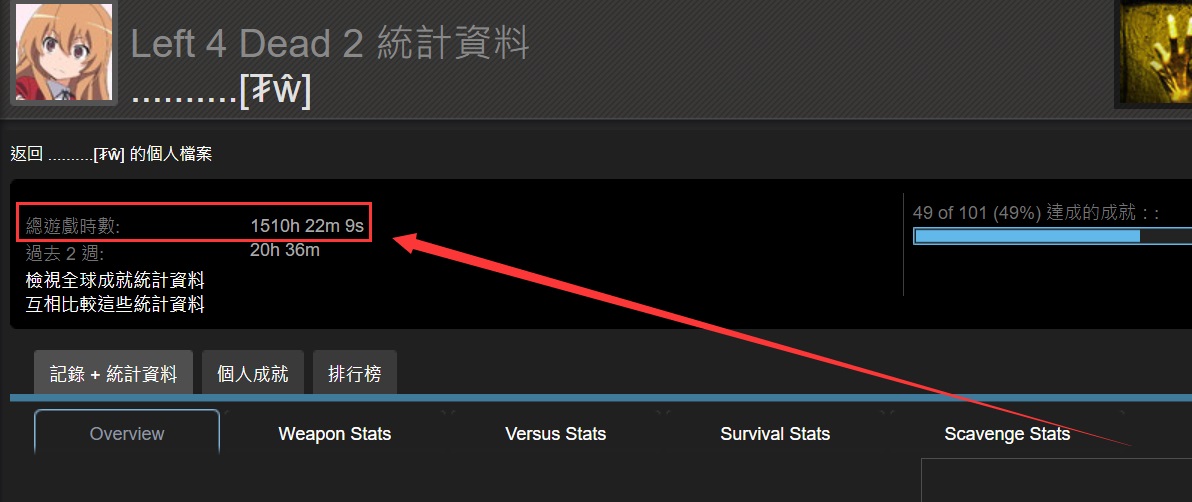 Left 4 Dead 2 統計資料
..........[₮ŵ]
返回 ..........[₮ŵ] 的個人檔案
總遊戲時數: 1510h 22m 9s
49 of 101 (49%) 達成的成就：:
過去 2 週: 20h 36m
檢視全球成就統計資料
互相比較這些統計資料
記錄 + 統計資料 個人成就 排行榜
Overview Weapon Stats Versus Stats Survival Stats Scavenge Stats